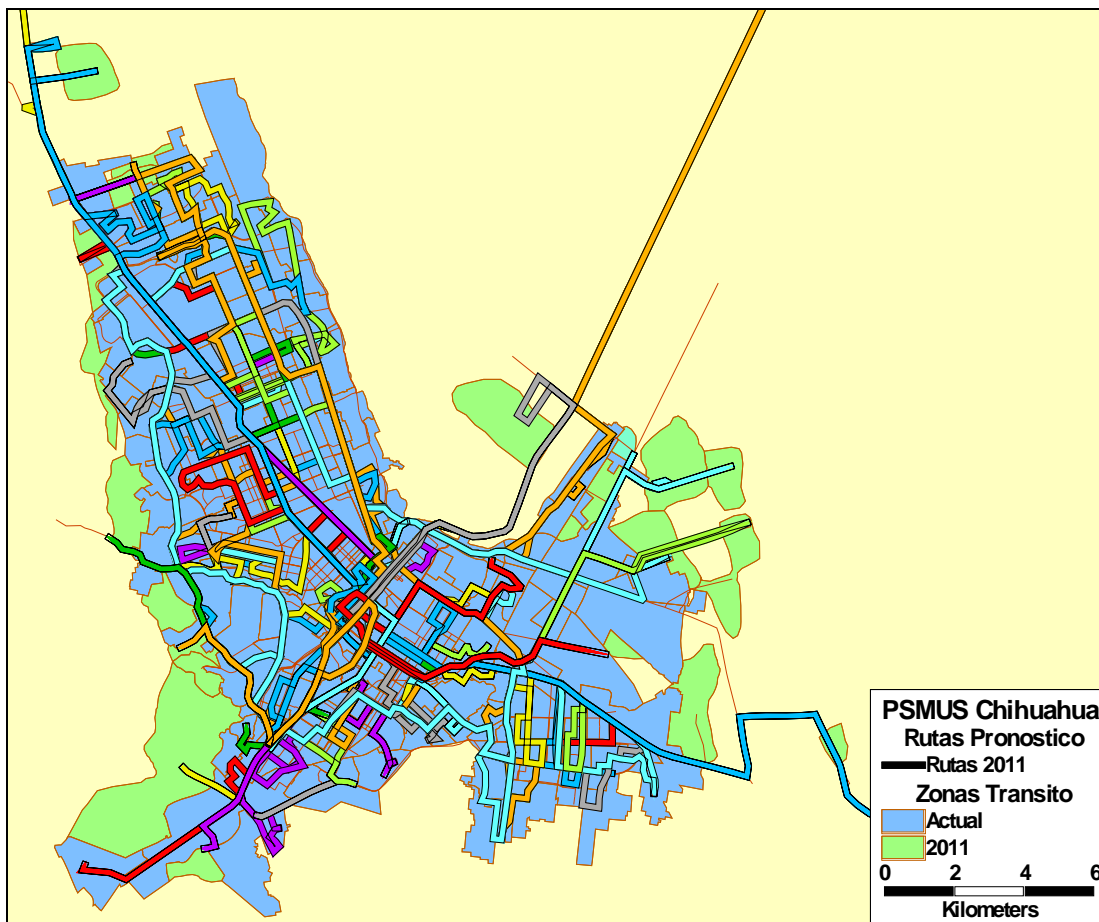 PSMUS Chihuahua
Rutas Pronostico
Rutas 2011
Zonas Transito
Actual
2011
0 2 4 6
Kilometers